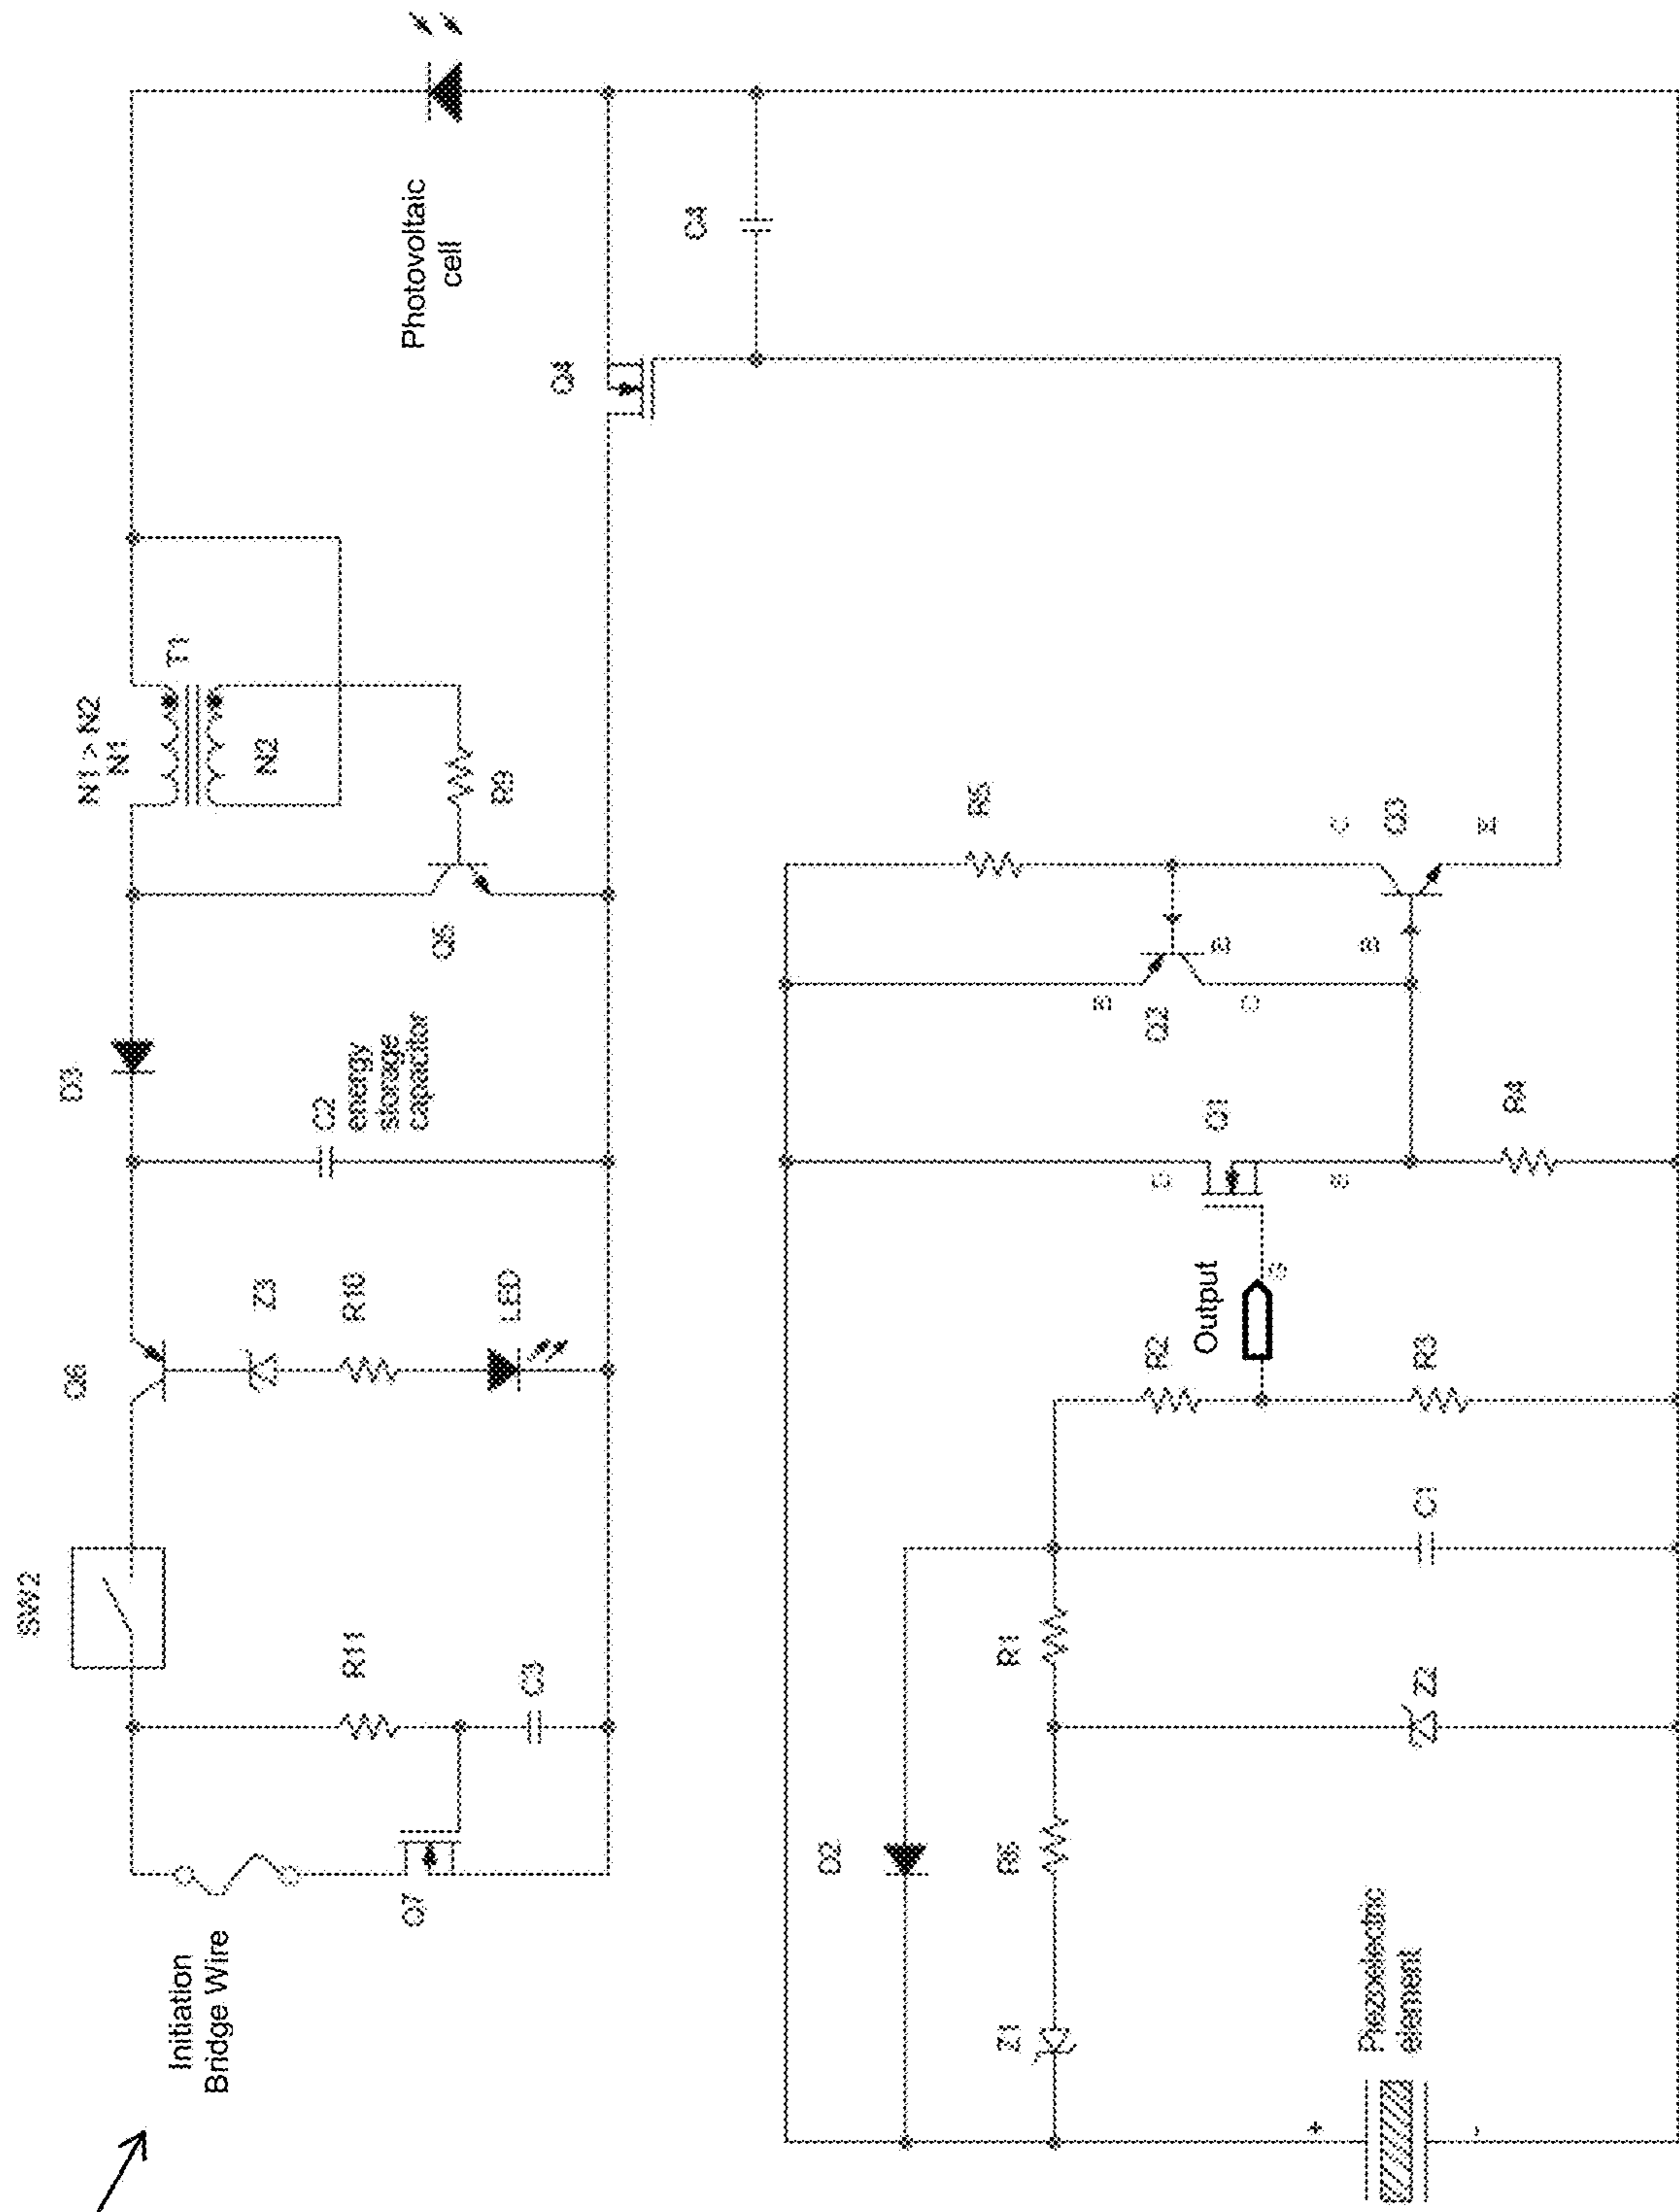 Initiation
Bridge Wire
SW2
Q6
D3
N1 > N2
N1
T1
N2
Photovoltaic
cell
Q7
R11
C3
Z3
R10
LED
C2
energy
storage
capacitor
Q5
R9
Q4
C4
D2
Z1
R6
R1
Z2
C1
R2
R3
Output
G
D
Q1
S
R4
Q2
C
R5
C
Q3
B
Piezoelectric
element
+
-